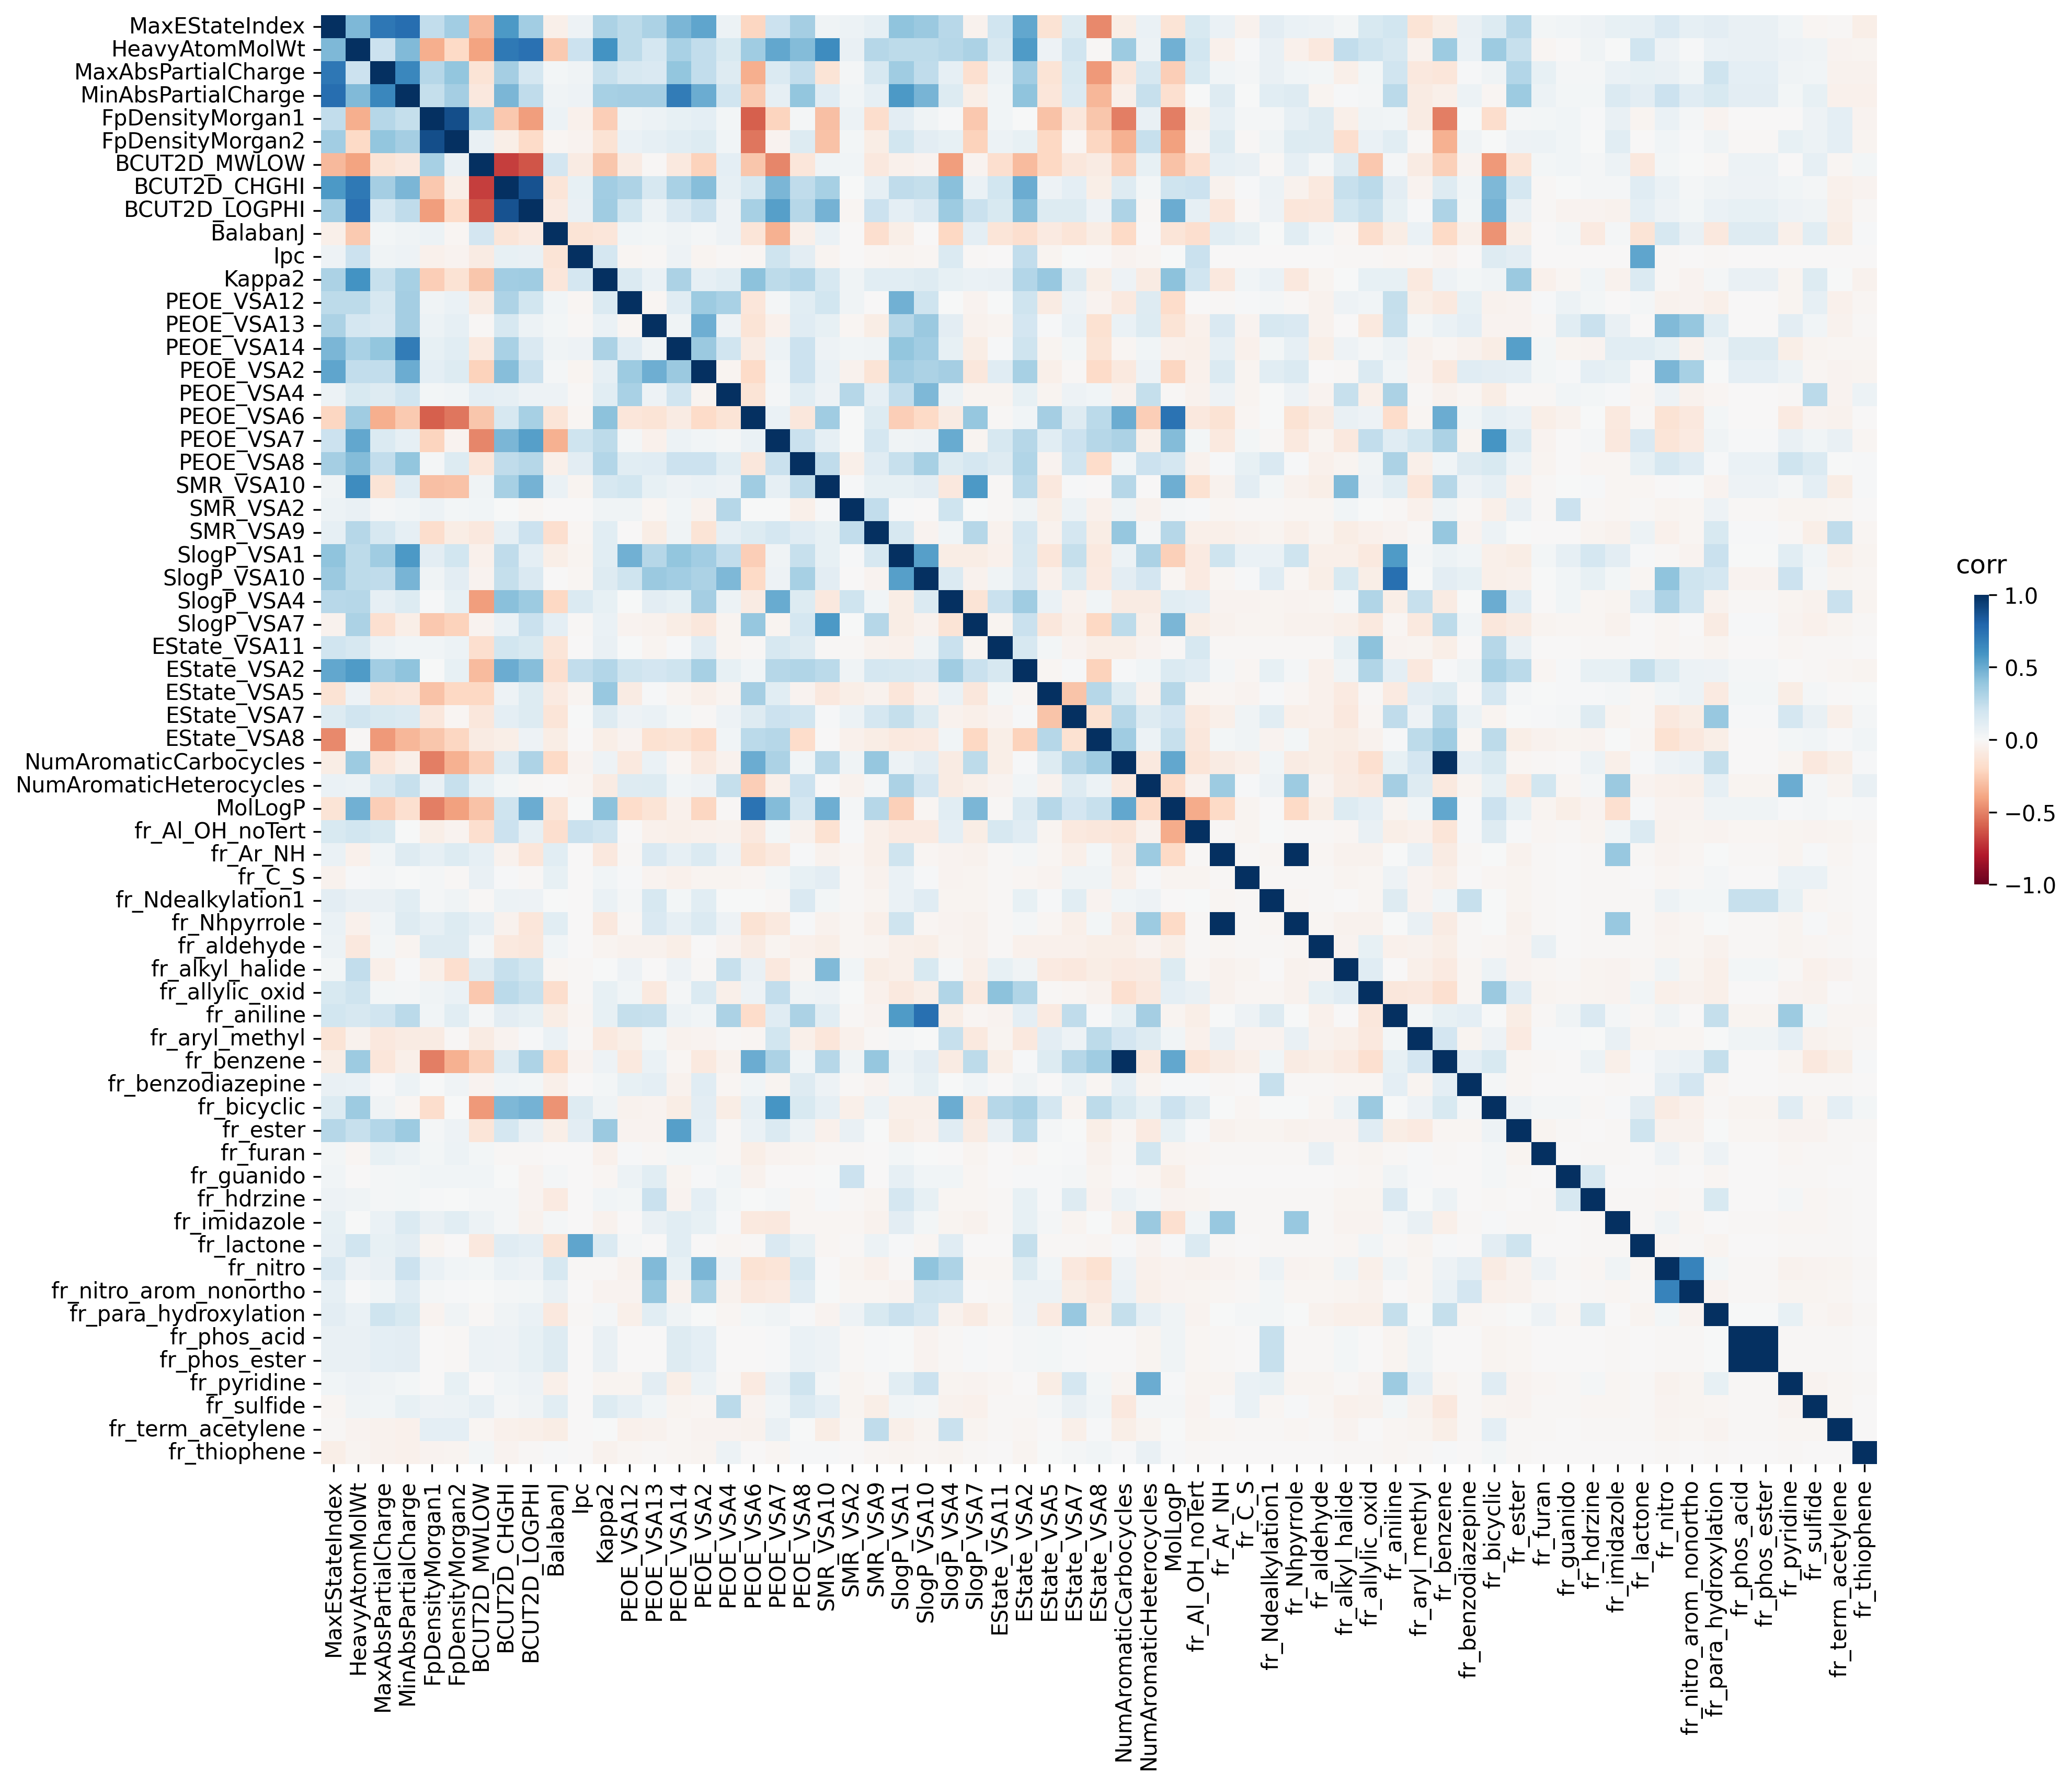 MaxEStateIndex
HeavyAtomMolWt
MaxAbsPartialCharge
MinAbsPartialCharge
FpDensityMorgan1
FpDensityMorgan2
BCUT2D_MWLOW
BCUT2D_CHGHI
BCUT2D_LOGPHI
BalabanJ
Ipc
Kappa2
PEOE_VSA12
PEOE_VSA13
PEOE_VSA14
PEOE_VSA2
PEOE_VSA4
PEOE_VSA6
PEOE_VSA7
PEOE_VSA8
SMR_VSA10
SMR_VSA2
SMR_VSA9
SlogP_VSA1
SlogP_VSA10
SlogP_VSA4
SlogP_VSA7
EState_VSA11
EState_VSA2
EState_VSA5
EState_VSA7
EState_VSA8
NumAromaticCarbocycles
NumAromaticHeterocycles
MolLogP
fr_Al_OH_noTert
fr_Ar_NH
fr_C_S
fr_Ndealkylation1
fr_Nhpyrrole
fr_aldehyde
fr_alkyl_halide
fr_allylic_oxid
fr_aniline
fr_aryl_methyl
fr_benzene
fr_benzodiazepine
fr_bicyclic
fr_ester
fr_furan
fr_guanido
fr_hdrzine
fr_imidazole
fr_lactone
fr_nitro
fr_nitro_arom_nonortho
fr_para_hydroxylation
fr_phos_acid
fr_phos_ester
fr_pyridine
fr_sulfide
fr_term_acetylene
fr_thiophene
MaxEStateIndex
HeavyAtomMolWt
MaxAbsPartialCharge
MinAbsPartialCharge
FpDensityMorgan1
FpDensityMorgan2
BCUT2D_MWLOW
BCUT2D_CHGHI
BCUT2D_LOGPHI
BalabanJ
Ipc
Kappa2
PEOE_VSA12
PEOE_VSA13
PEOE_VSA14
PEOE_VSA2
PEOE_VSA4
PEOE_VSA6
PEOE_VSA7
PEOE_VSA8
SMR_VSA10
SMR_VSA2
SMR_VSA9
SlogP_VSA1
SlogP_VSA10
SlogP_VSA4
SlogP_VSA7
EState_VSA11
EState_VSA2
EState_VSA5
EState_VSA7
EState_VSA8
NumAromaticCarbocycles
NumAromaticHeterocycles
MolLogP
fr_Al_OH_noTert
fr_Ar_NH
fr_C_S
fr_Ndealkylation1
fr_Nhpyrrole
fr_aldehyde
fr_alkyl_halide
fr_allylic_oxid
fr_aniline
fr_aryl_methyl
fr_benzene
fr_benzodiazepine
fr_bicyclic
fr_ester
fr_furan
fr_guanido
fr_hdrzine
fr_imidazole
fr_lactone
fr_nitro
fr_nitro_arom_nonortho
fr_para_hydroxylation
fr_phos_acid
fr_phos_ester
fr_pyridine
fr_sulfide
fr_term_acetylene
fr_thiophene
corr
1.0
0.5
0.0
−0.5
−1.0